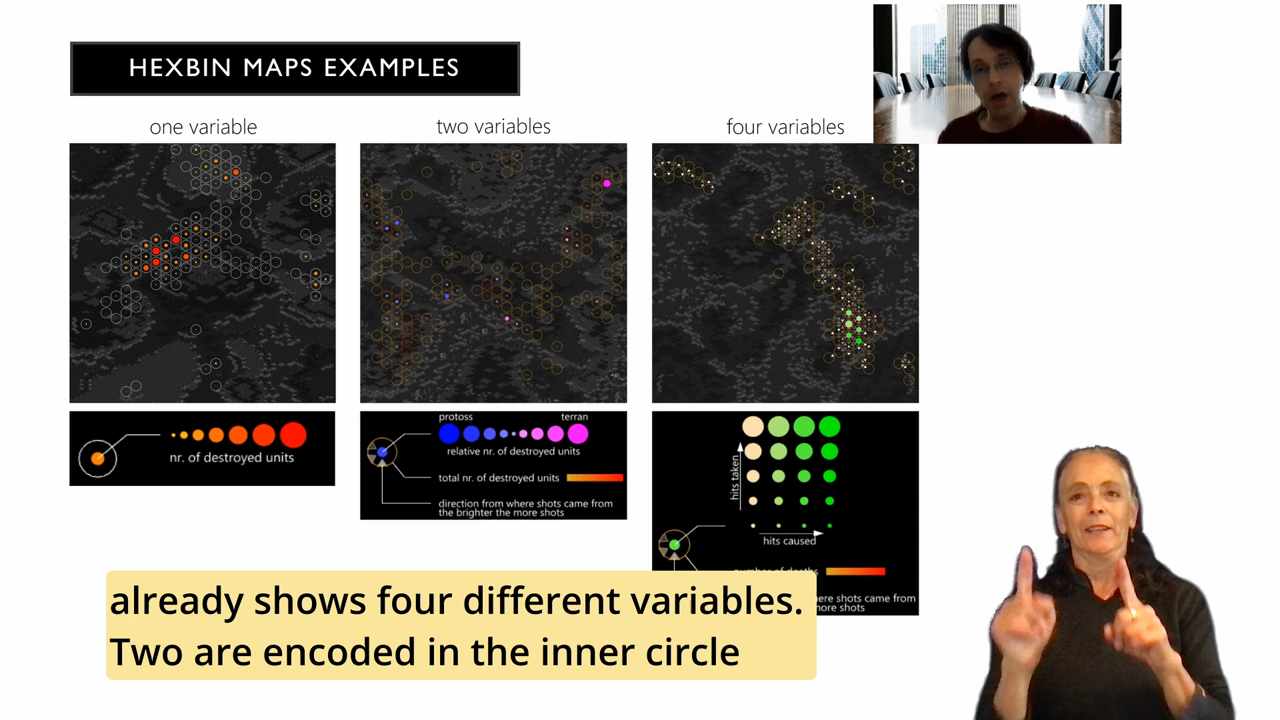 HEXBIN MAPS EXAMPLES
one variable
two variables
four variables
nr. of destroyed units
protoss
terran
relative nr. of destroyed units
total nr. of destroyed units
direction from where shots came from
the brighter the more shots
hits taken
hits caused
number of deaths
here shots came from
more shots
already shows four different variables.
Two are encoded in the inner circle